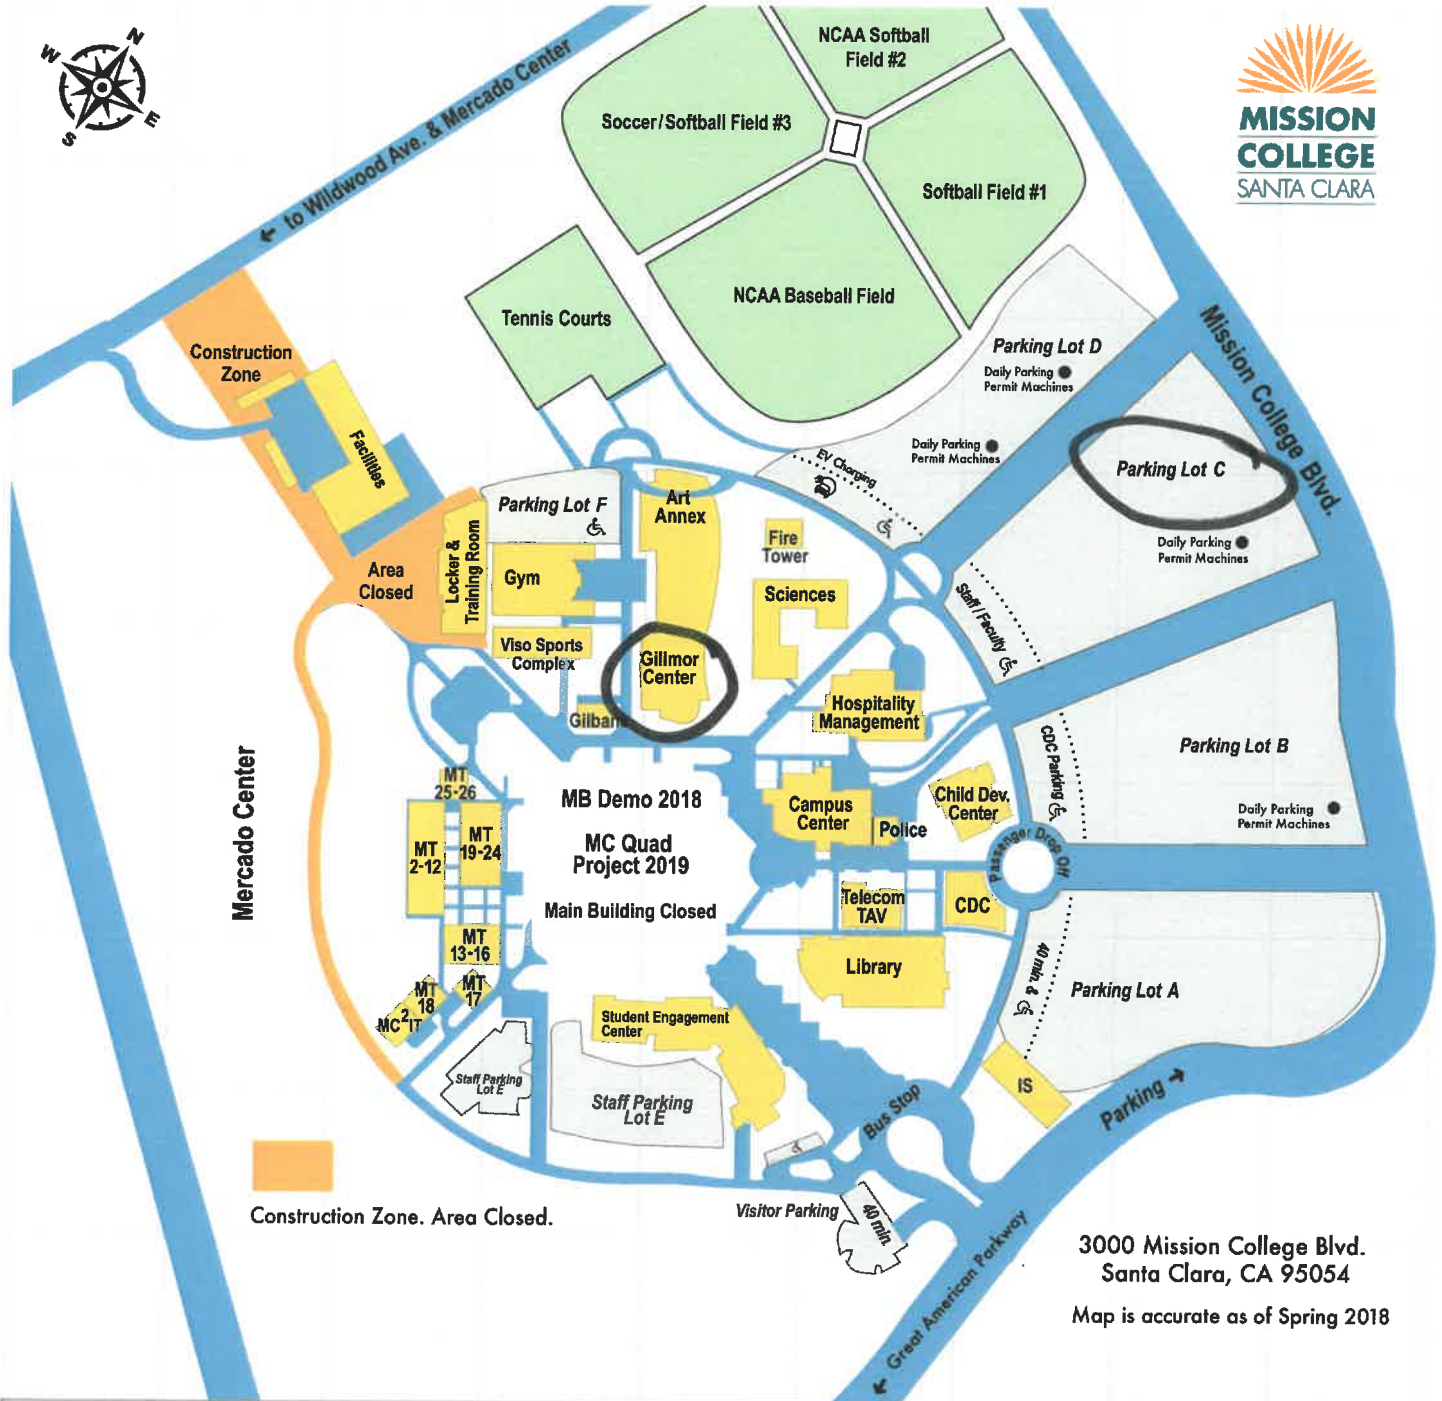 N
W
E
S
← to Wildwood Ave. & Mercado Center
NCAA Softball
Field #2
Soccer/Softball Field #3
Softball Field #1
NCAA Baseball Field
Tennis Courts
MISSION
COLLEGE
SANTA CLARA
Mission College Blvd.
Parking Lot D
Daily Parking
Permit Machines
Daily Parking
Permit Machines
EV Charging
Parking Lot C
Daily Parking
Permit Machines
Staff / Faculty
Construction
Zone
Facilities
Area
Closed
Locker &
Training Room
Parking Lot F
Gym
Viso Sports
Complex
Art
Annex
Fire
Tower
Sciences
Gillmor
Center
Hospitality
Management
CDC Parking
Parking Lot B
Daily Parking
Permit Machines
Mercado Center
MT
25-26
MT
2-12
MT
19-24
MT
13-16
MT
17
MT
18
MC²IT
MB Demo 2018
MC Quad
Project 2019
Main Building Closed
Campus
Center
Police
Child Dev.
Center
Passenger Drop Off
Telecom
TAV
CDC
Library
40 min. &
Parking Lot A
Student Engagement
Center
Staff Parking
Lot E
Staff Parking
Lot E
IS
Bus Stop
Parking →
Visitor Parking
40 min.
← Great American Parkway
Construction Zone. Area Closed.
3000 Mission College Blvd.
Santa Clara, CA 95054
Map is accurate as of Spring 2018